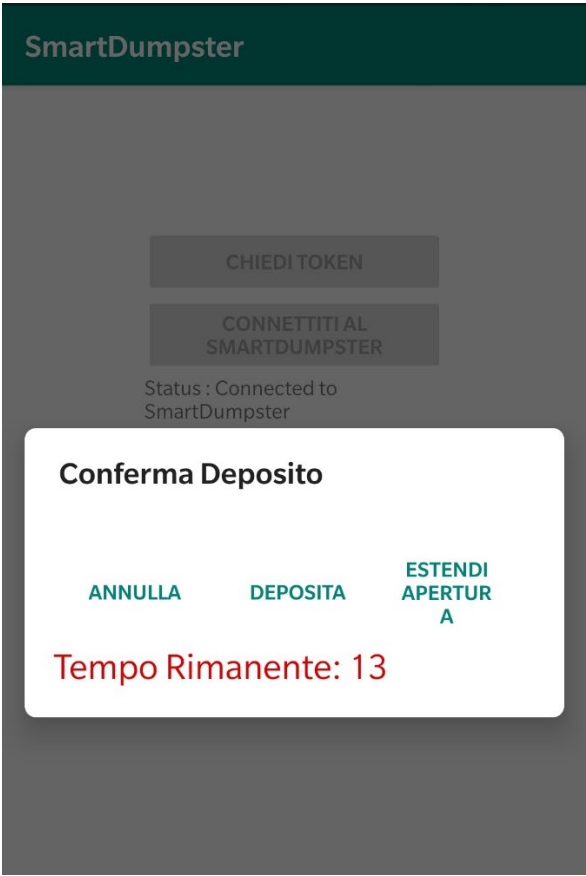 SmartDumpster
CHIEDI TOKEN
CONNETTITI AL
SMARTDUMPSTER
Status : Connected to
SmartDumpster
Conferma Deposito
ANNULLA
DEPOSITA
ESTENDI
APERTUR
A
Tempo Rimanente: 13